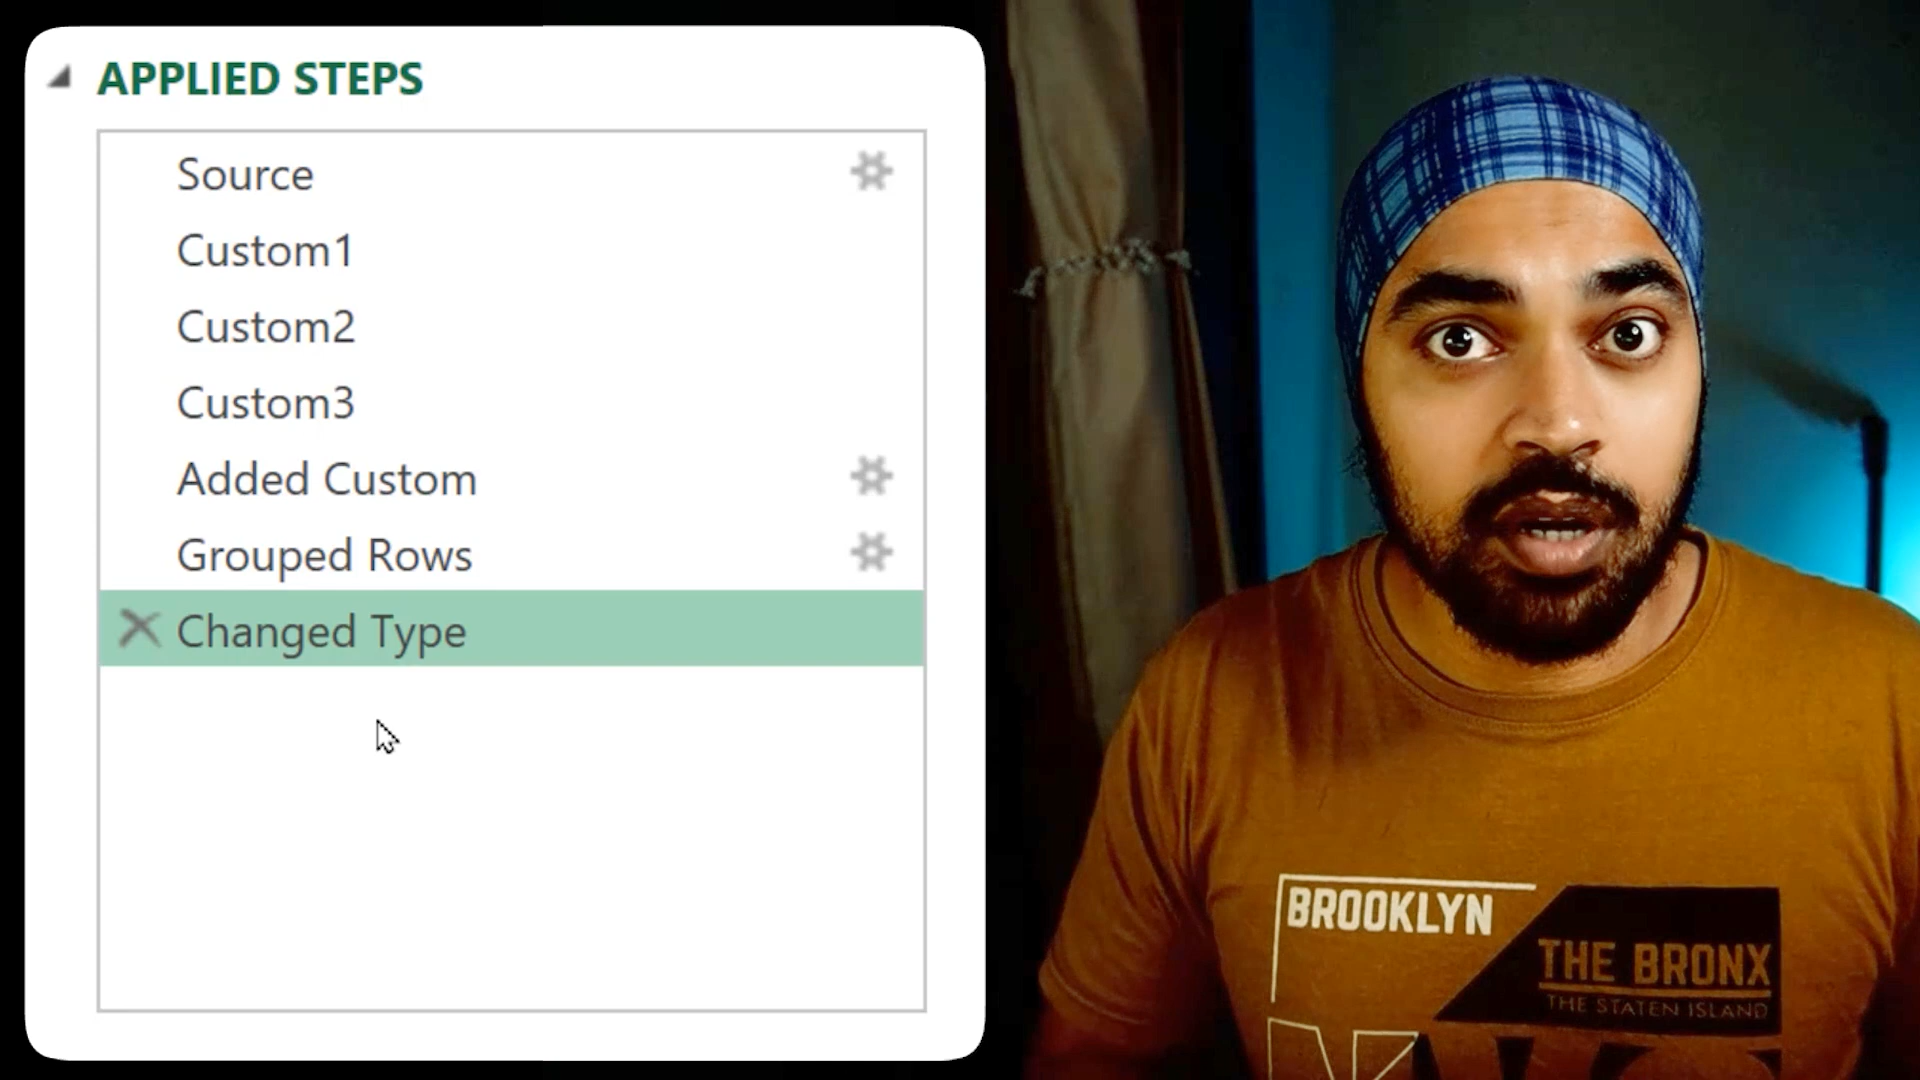 APPLIED STEPS
Source
Custom1
Custom2
Custom3
Added Custom
Grouped Rows
Changed Type
BROOKLYN
THE BRONX
THE STATEN ISLAND